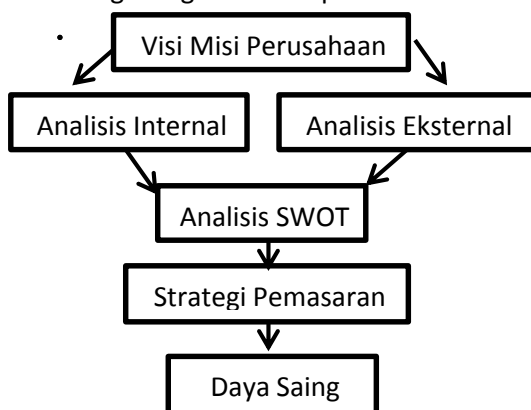 Visi Misi Perusahaan
Analisis Internal
Analisis Eksternal
Analisis SWOT
Strategi Pemasaran
Daya Saing